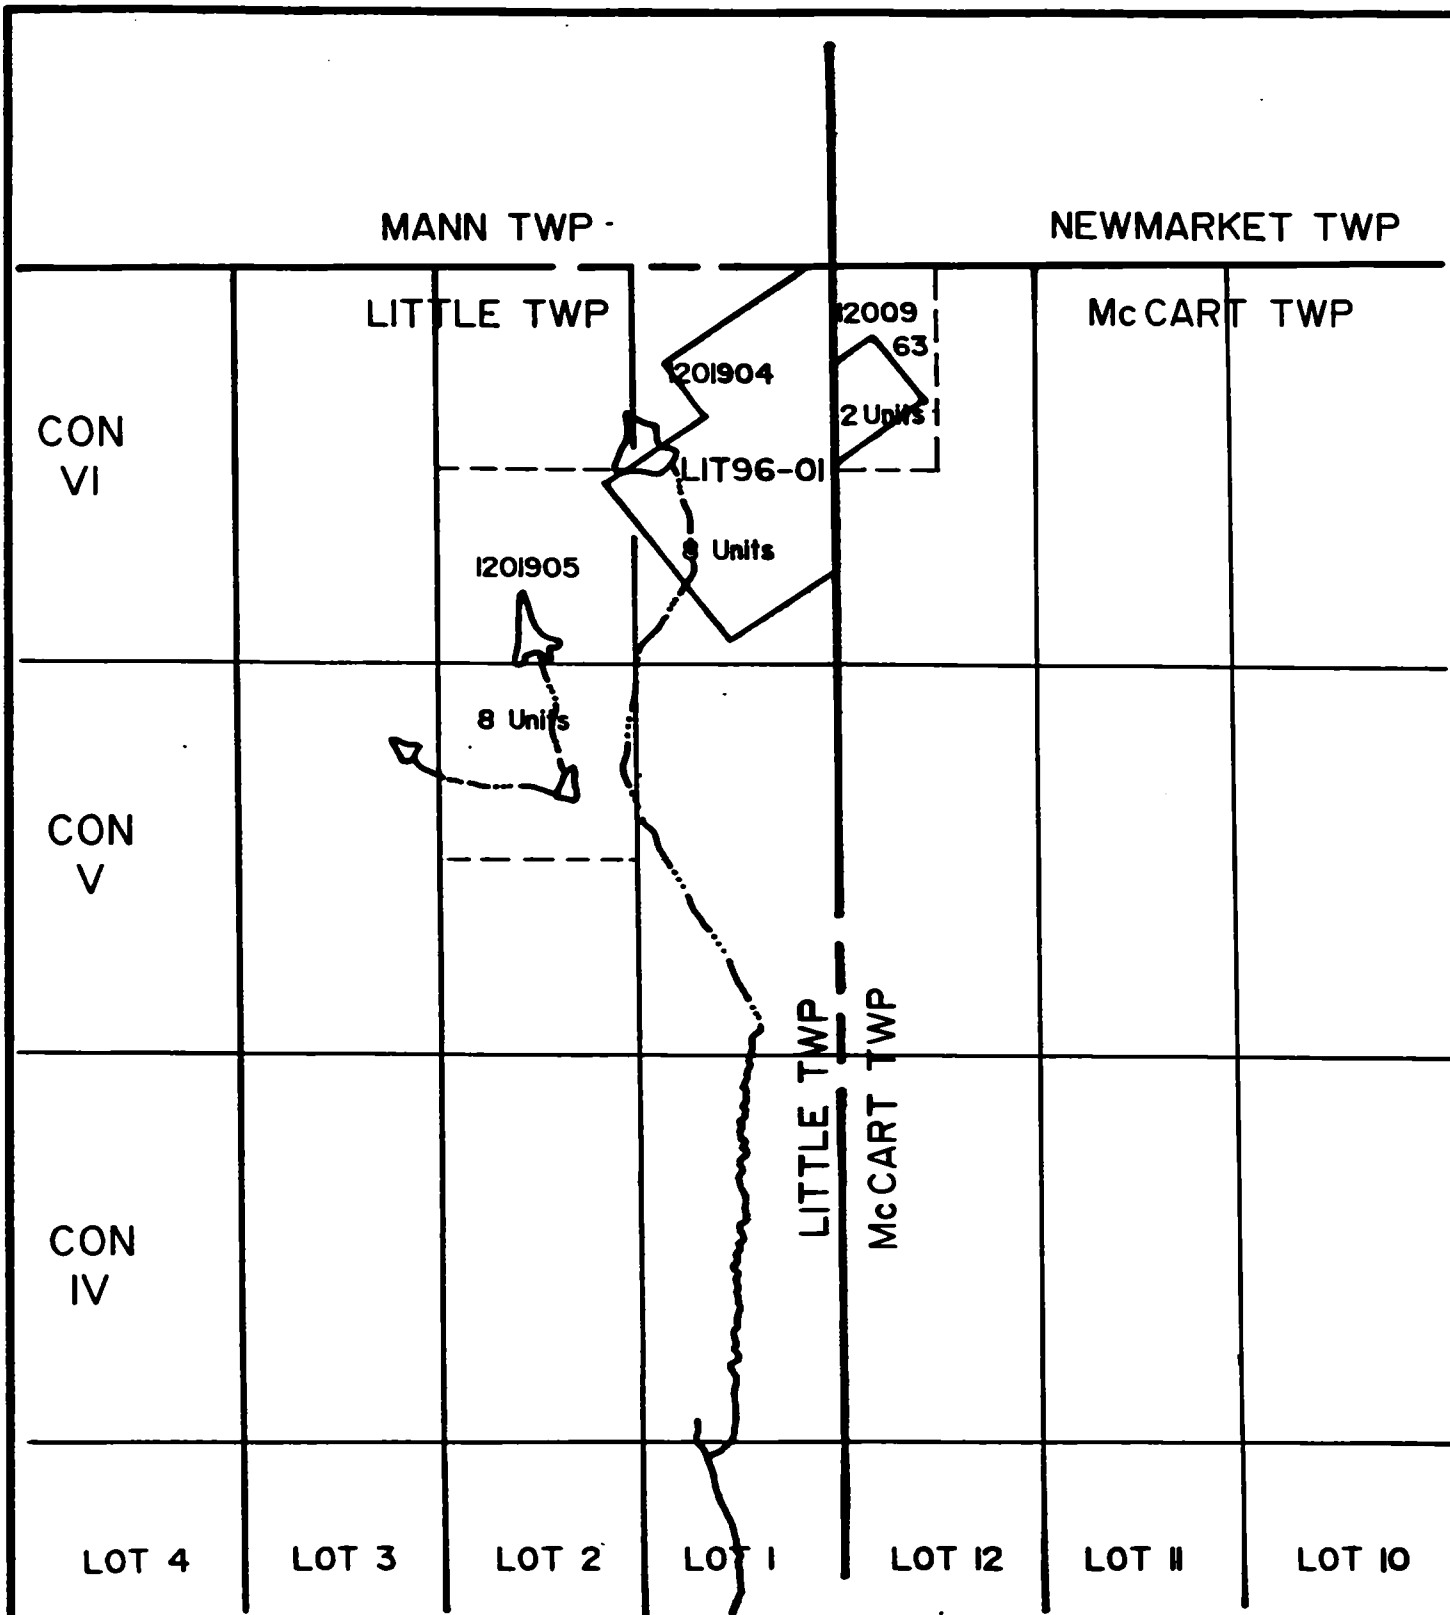 MANN TWP
NEWMARKET TWP
LITTLE TWP
McCART TWP
12009
63
1201904
2 Units
CON
VI
LIT96-01
8 Units
1201905
8 Units
CON
V
LITTLE TWP
McCART TWP
CON
IV
LOT 4
LOT 3
LOT 2
LOT 1
LOT 12
LOT 11
LOT 10